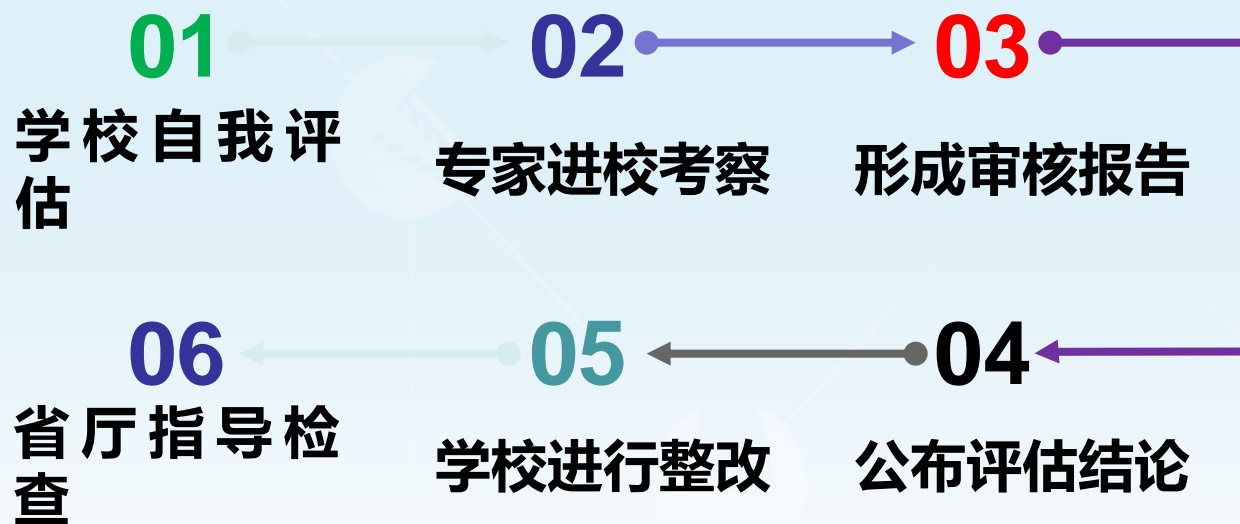 01
02
03
学校自我评
估
专家进校考察
形成审核报告
06
05
04
省厅指导检
查
学校进行整改
公布评估结论